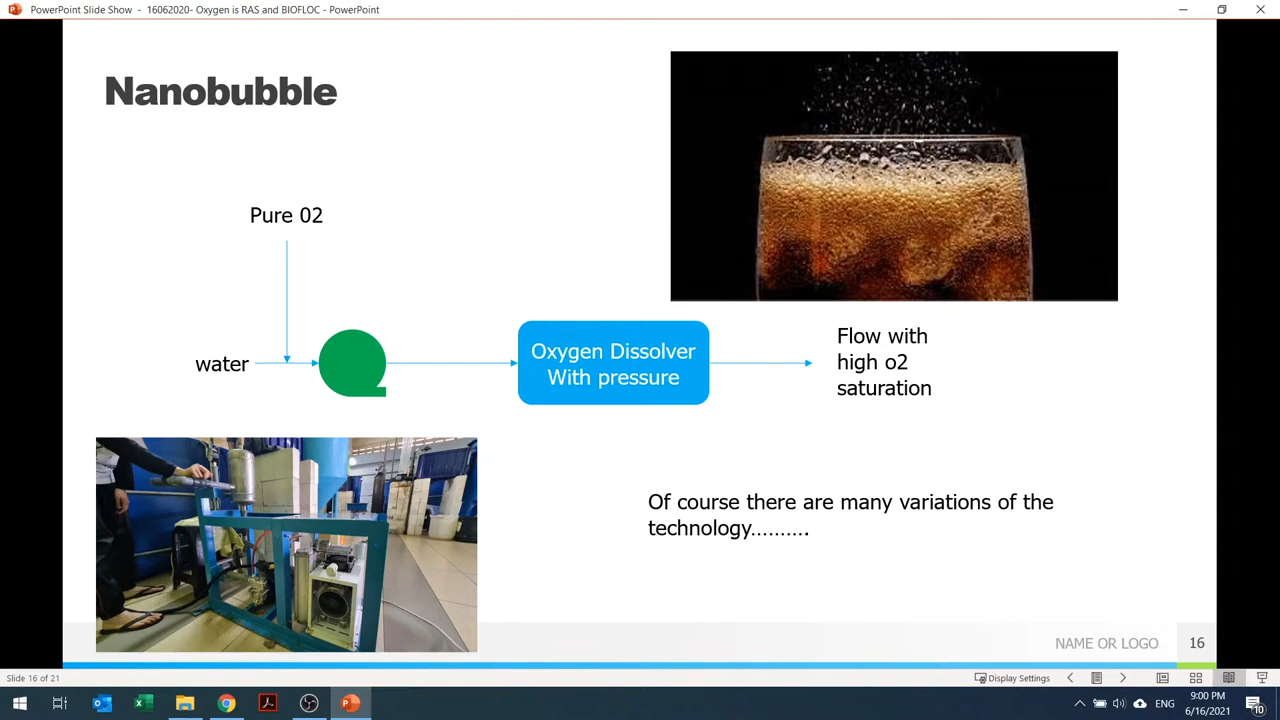 PowerPoint Slide Show - 16062020- Oxygen is RAS and BIOFLOC - PowerPoint
Nanobubble
Pure 02
water
Oxygen Dissolver
With pressure
Flow with
high o2
saturation
Of course there are many variations of the
technology……….
NAME OR LOGO
16
Slide 16 of 21
Display Settings
ENG
9:00 PM
6/16/2021
10